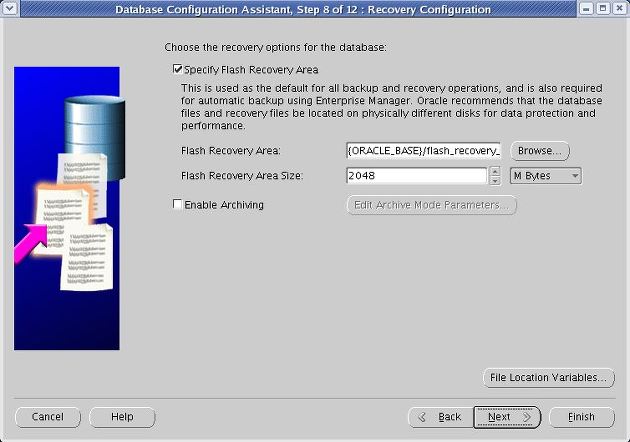 Database Configuration Assistant, Step 8 of 12 : Recovery Configuration
Choose the recovery options for the database:
Specify Flash Recovery Area
This is used as the default for all backup and recovery operations, and is also required
for automatic backup using Enterprise Manager. Oracle recommends that the database
files and recovery files be located on physically different disks for data protection and
performance.
Flash Recovery Area: {ORACLE_BASE}/flash_recovery_ Browse...
Flash Recovery Area Size: 2048 M Bytes
Enable Archiving Edit Archive Mode Parameters...
File Location Variables...
Cancel Help Back Next Finish